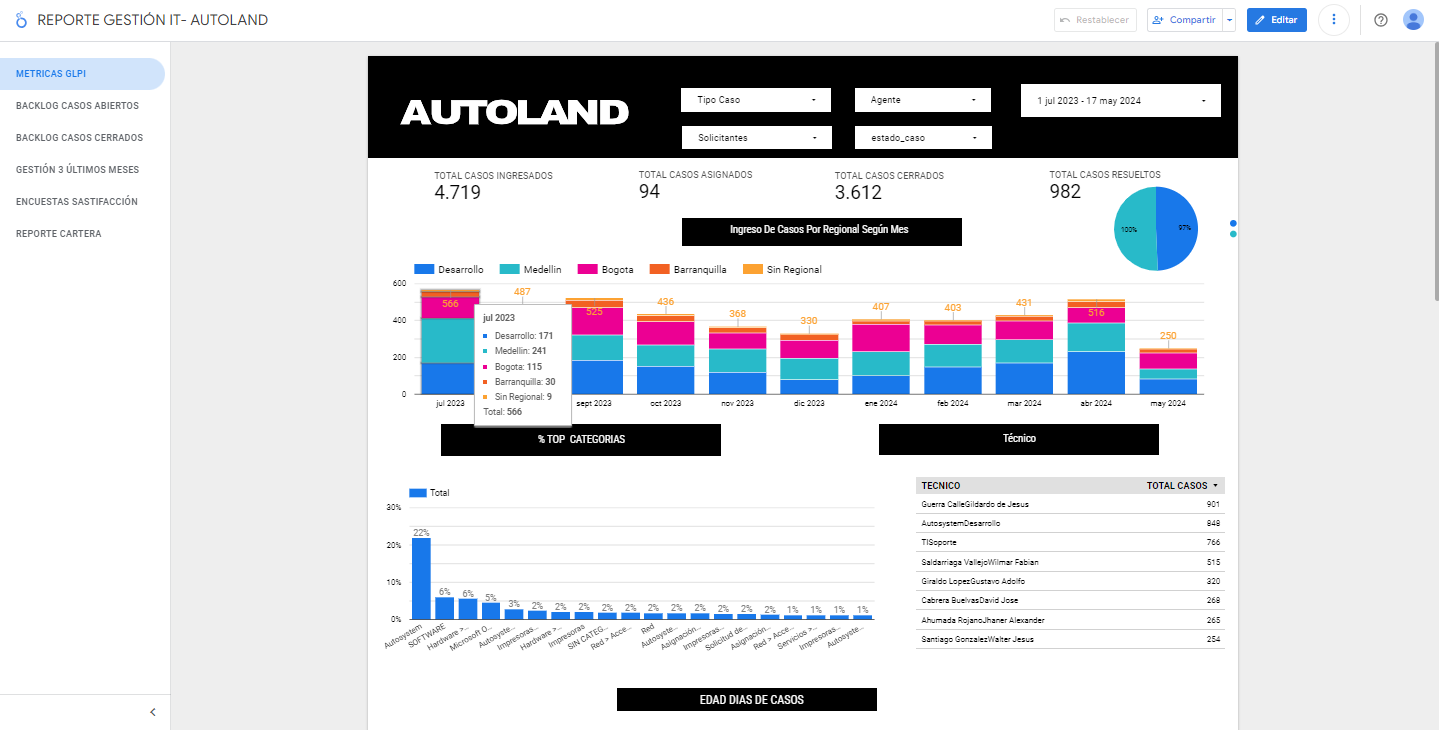 REPORTE GESTIÓN IT- AUTOLAND
Restablecer
Compartir
Editar
METRICAS GLPI
BACKLOG CASOS ABIERTOS
BACKLOG CASOS CERRADOS
GESTIÓN 3 ÚLTIMOS MESES
ENCUESTAS SASTIFACCIÓN
REPORTE CARTERA
AUTOLAND
Tipo Caso
Agente
1 jul 2023 - 17 may 2024
Solicitantes
estado_caso
TOTAL CASOS INGRESADOS
4.719
TOTAL CASOS ASIGNADOS
94
TOTAL CASOS CERRADOS
3.612
TOTAL CASOS RESUELTOS
982
100%
97%
Ingreso De Casos Por Regional Según Mes
Desarrollo Medellin Bogota Barranquilla Sin Regional
600
400
200
0
566 487 525 436 368 330 407 403 431 516 250
jul 2023
Desarrollo: 171
Medellin: 241
Bogota: 115
Barranquilla: 30
Sin Regional: 9
Total: 566
jul 2023 sept 2023 oct 2023 nov 2023 dic 2023 ene 2024 feb 2024 mar 2024 abr 2024 may 2024
% TOP CATEGORIAS
Total
30%
20%
10%
0%
22% 6% 6% 5% 3% 2% 2% 2% 2% 2% 2% 2% 2% 2% 2% 2% 1% 1% 1% 1%
Autosystem
SOFTWARE
Hardware >...
Microsoft O...
Autosyste...
Impresoras...
Hardware >...
Impresoras
SIN CATEG...
Red > Acce...
Red
Autosyste...
Asignación...
Impresoras...
Solicitud de...
Asignación...
Red > Acce...
Servicios >...
Impresoras...
Autosyste...
Técnico
TECNICO TOTAL CASOS
Guerra CalleGildardo de Jesus 901
AutosystemDesarrollo 848
TISoporte 766
Saldarriaga VallejoWilmar Fabian 515
Giraldo LopezGustavo Adolfo 320
Cabrera BuelvasDavid Jose 268
Ahumada RojanoJhaner Alexander 265
Santiago GonzalezWalter Jesus 254
EDAD DIAS DE CASOS